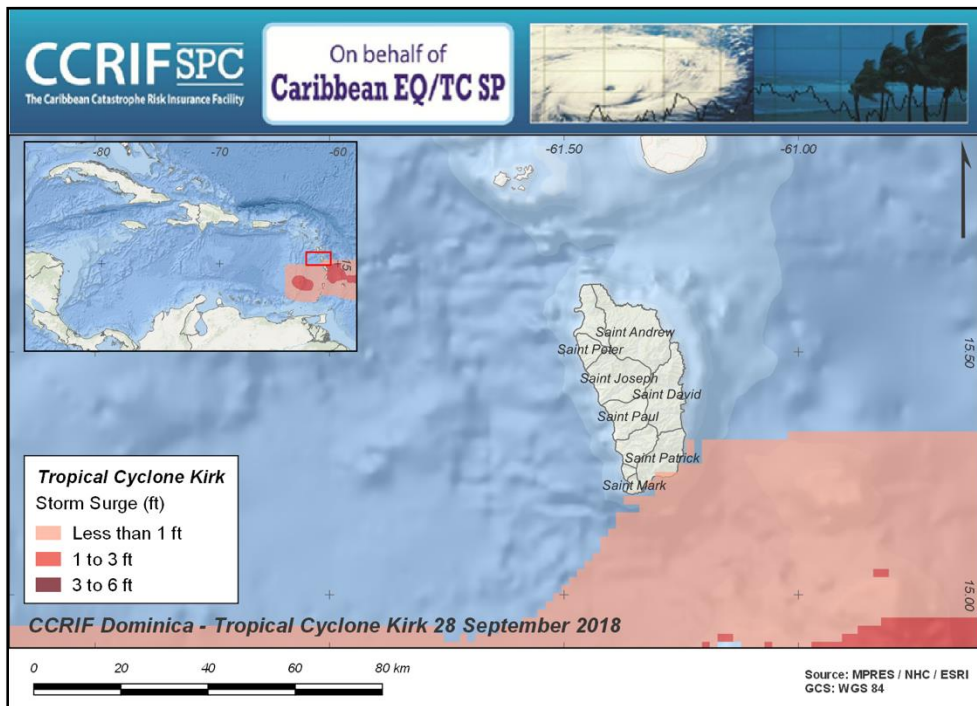 CCRIF SPC
The Caribbean Catastrophe Risk Insurance Facility
On behalf of
Caribbean EQ/TC SP
-80
-70
-60
15
-61.50
-61.00
Saint Andrew
Saint Peter
15.50
Saint Joseph
Saint David
Saint Paul
Saint Patrick
Saint Mark
Tropical Cyclone Kirk
Storm Surge (ft)
Less than 1 ft
1 to 3 ft
3 to 6 ft
15.00
CCRIF Dominica - Tropical Cyclone Kirk 28 September 2018
0 20 40 60 80 km
Source: MPRES / NHC / ESRI
GCS: WGS 84